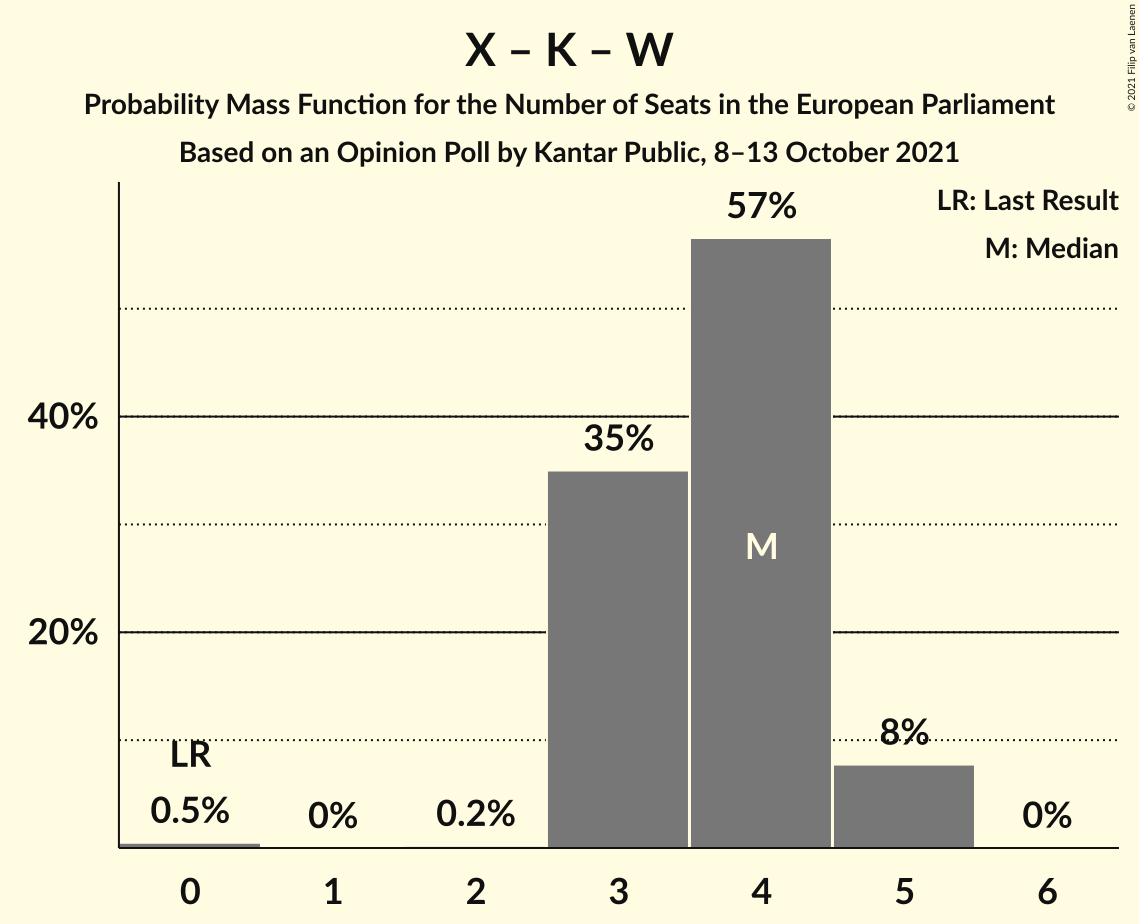 X – K – W
Probability Mass Function for the Number of Seats in the European Parliament
Based on an Opinion Poll by Kantar Public, 8–13 October 2021
© 2021 Filip van Laenen
LR: Last Result
M: Median
57%
40%
35%
M
20%
8%
LR
0.5%
0%
0.2%
0%
0 1 2 3 4 5 6